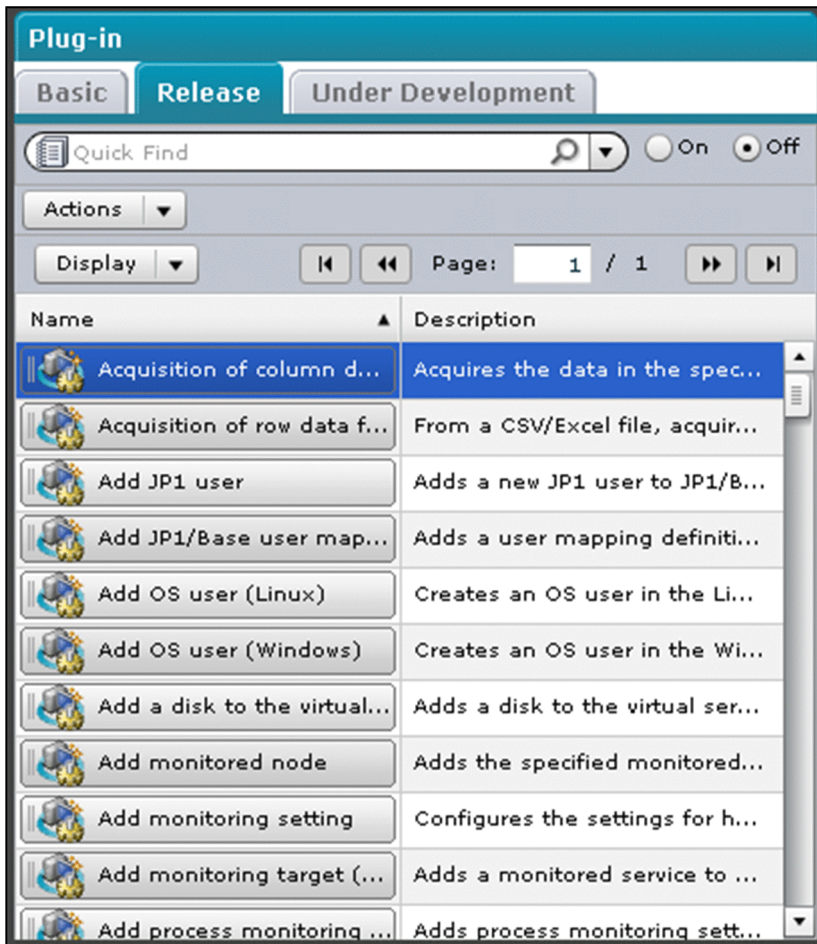 Plug-in
Basic Release Under Development
Quick Find On Off
Actions
Display Page: 1 / 1
Name Description
Acquisition of column d... Acquires the data in the spec...
Acquisition of row data f... From a CSV/Excel file, acquir...
Add JP1 user Adds a new JP1 user to JP1/B...
Add JP1/Base user map... Adds a user mapping definiti...
Add OS user (Linux) Creates an OS user in the Li...
Add OS user (Windows) Creates an OS user in the Wi...
Add a disk to the virtual... Adds a disk to the virtual ser...
Add monitored node Adds the specified monitored...
Add monitoring setting Configures the settings for h...
Add monitoring target (... Adds a monitored service to ...
Add process monitoring ... Adds process monitoring sett...